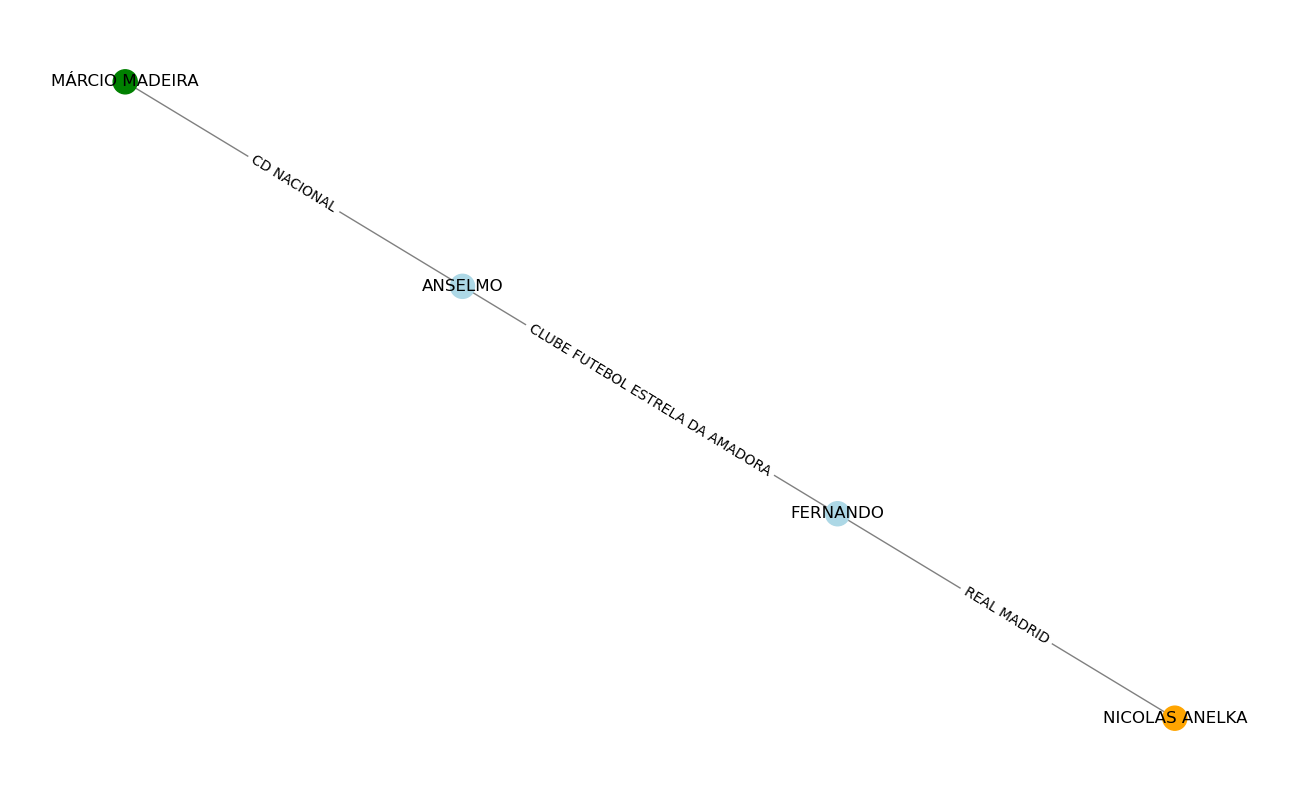 MÁRCIO MADEIRA
CD NACIONAL
ANSELMO
CLUBE FUTEBOL ESTRELA DA AMADORA
FERNANDO
REAL MADRID
NICOLAS ANELKA